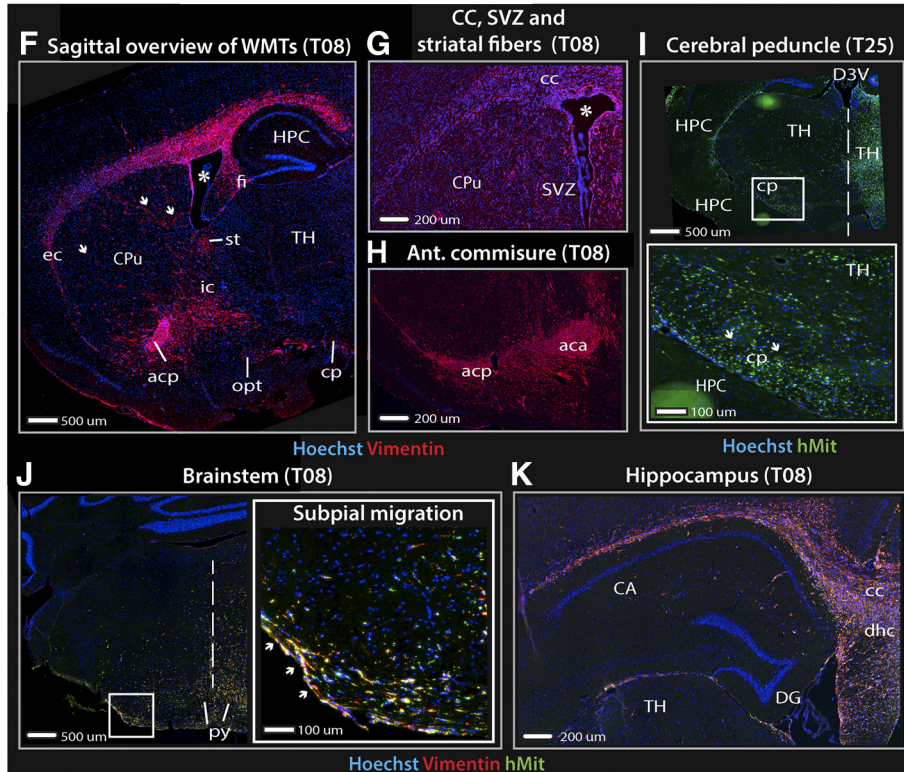 F Sagittal overview of WMTs (T08)
HPC
*
fi
st
TH
ec
CPu
ic
acp
opt
cp
500 um
G CC, SVZ and
striatal fibers (T08)
cc
*
CPu
SVZ
200 um
H Ant. commisure (T08)
aca
acp
200 um
Hoechst Vimentin
I Cerebral peduncle (T25)
D3V
HPC
TH
TH
cp
HPC
500 um
TH
cp
HPC
100 um
Hoechst hMit
J Brainstem (T08)
py
500 um
Subpial migration
100 um
K Hippocampus (T08)
CA
cc
dhc
DG
TH
200 um
Hoechst Vimentin hMit